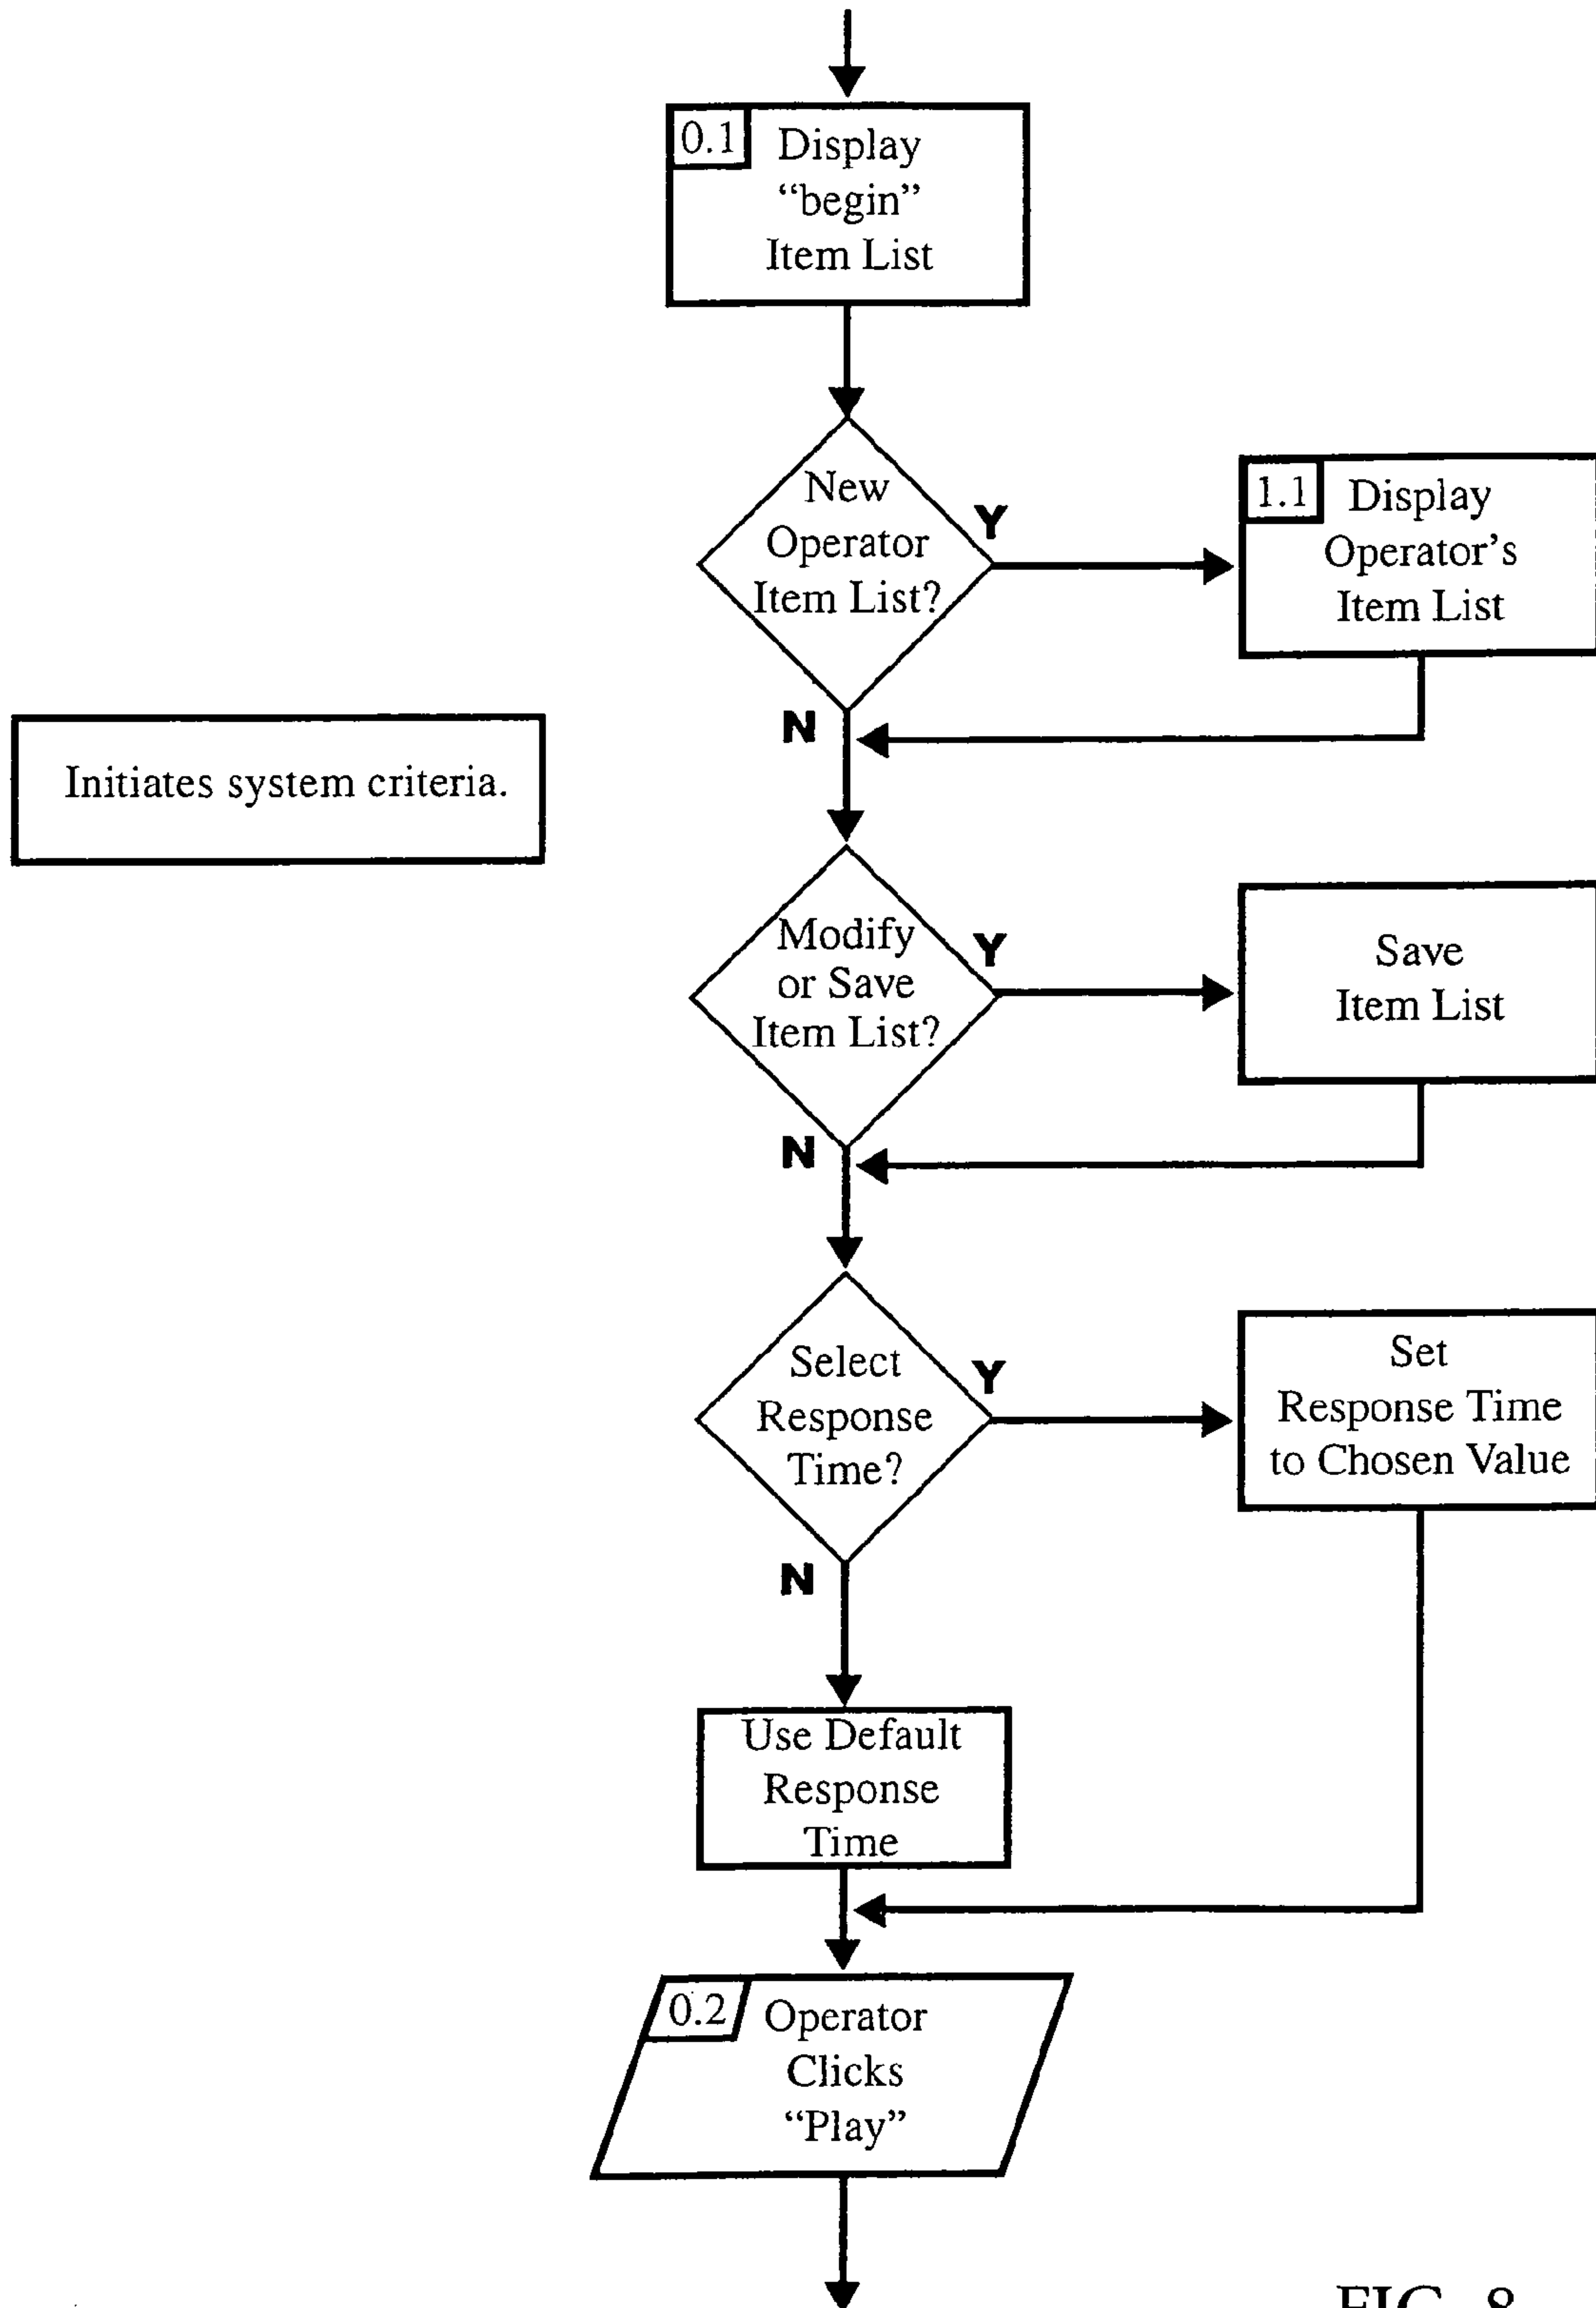 0.1 Display
“begin”
Item List
New
Operator
Item List?
Y
1.1 Display
Operator’s
Item List
N
Initiates system criteria.
Modify
or Save
Item List?
Y
Save
Item List
N
Select
Response
Time?
Y
Set
Response Time
to Chosen Value
N
Use Default
Response
Time
0.2 Operator
Clicks
“Play”
FIG. 8